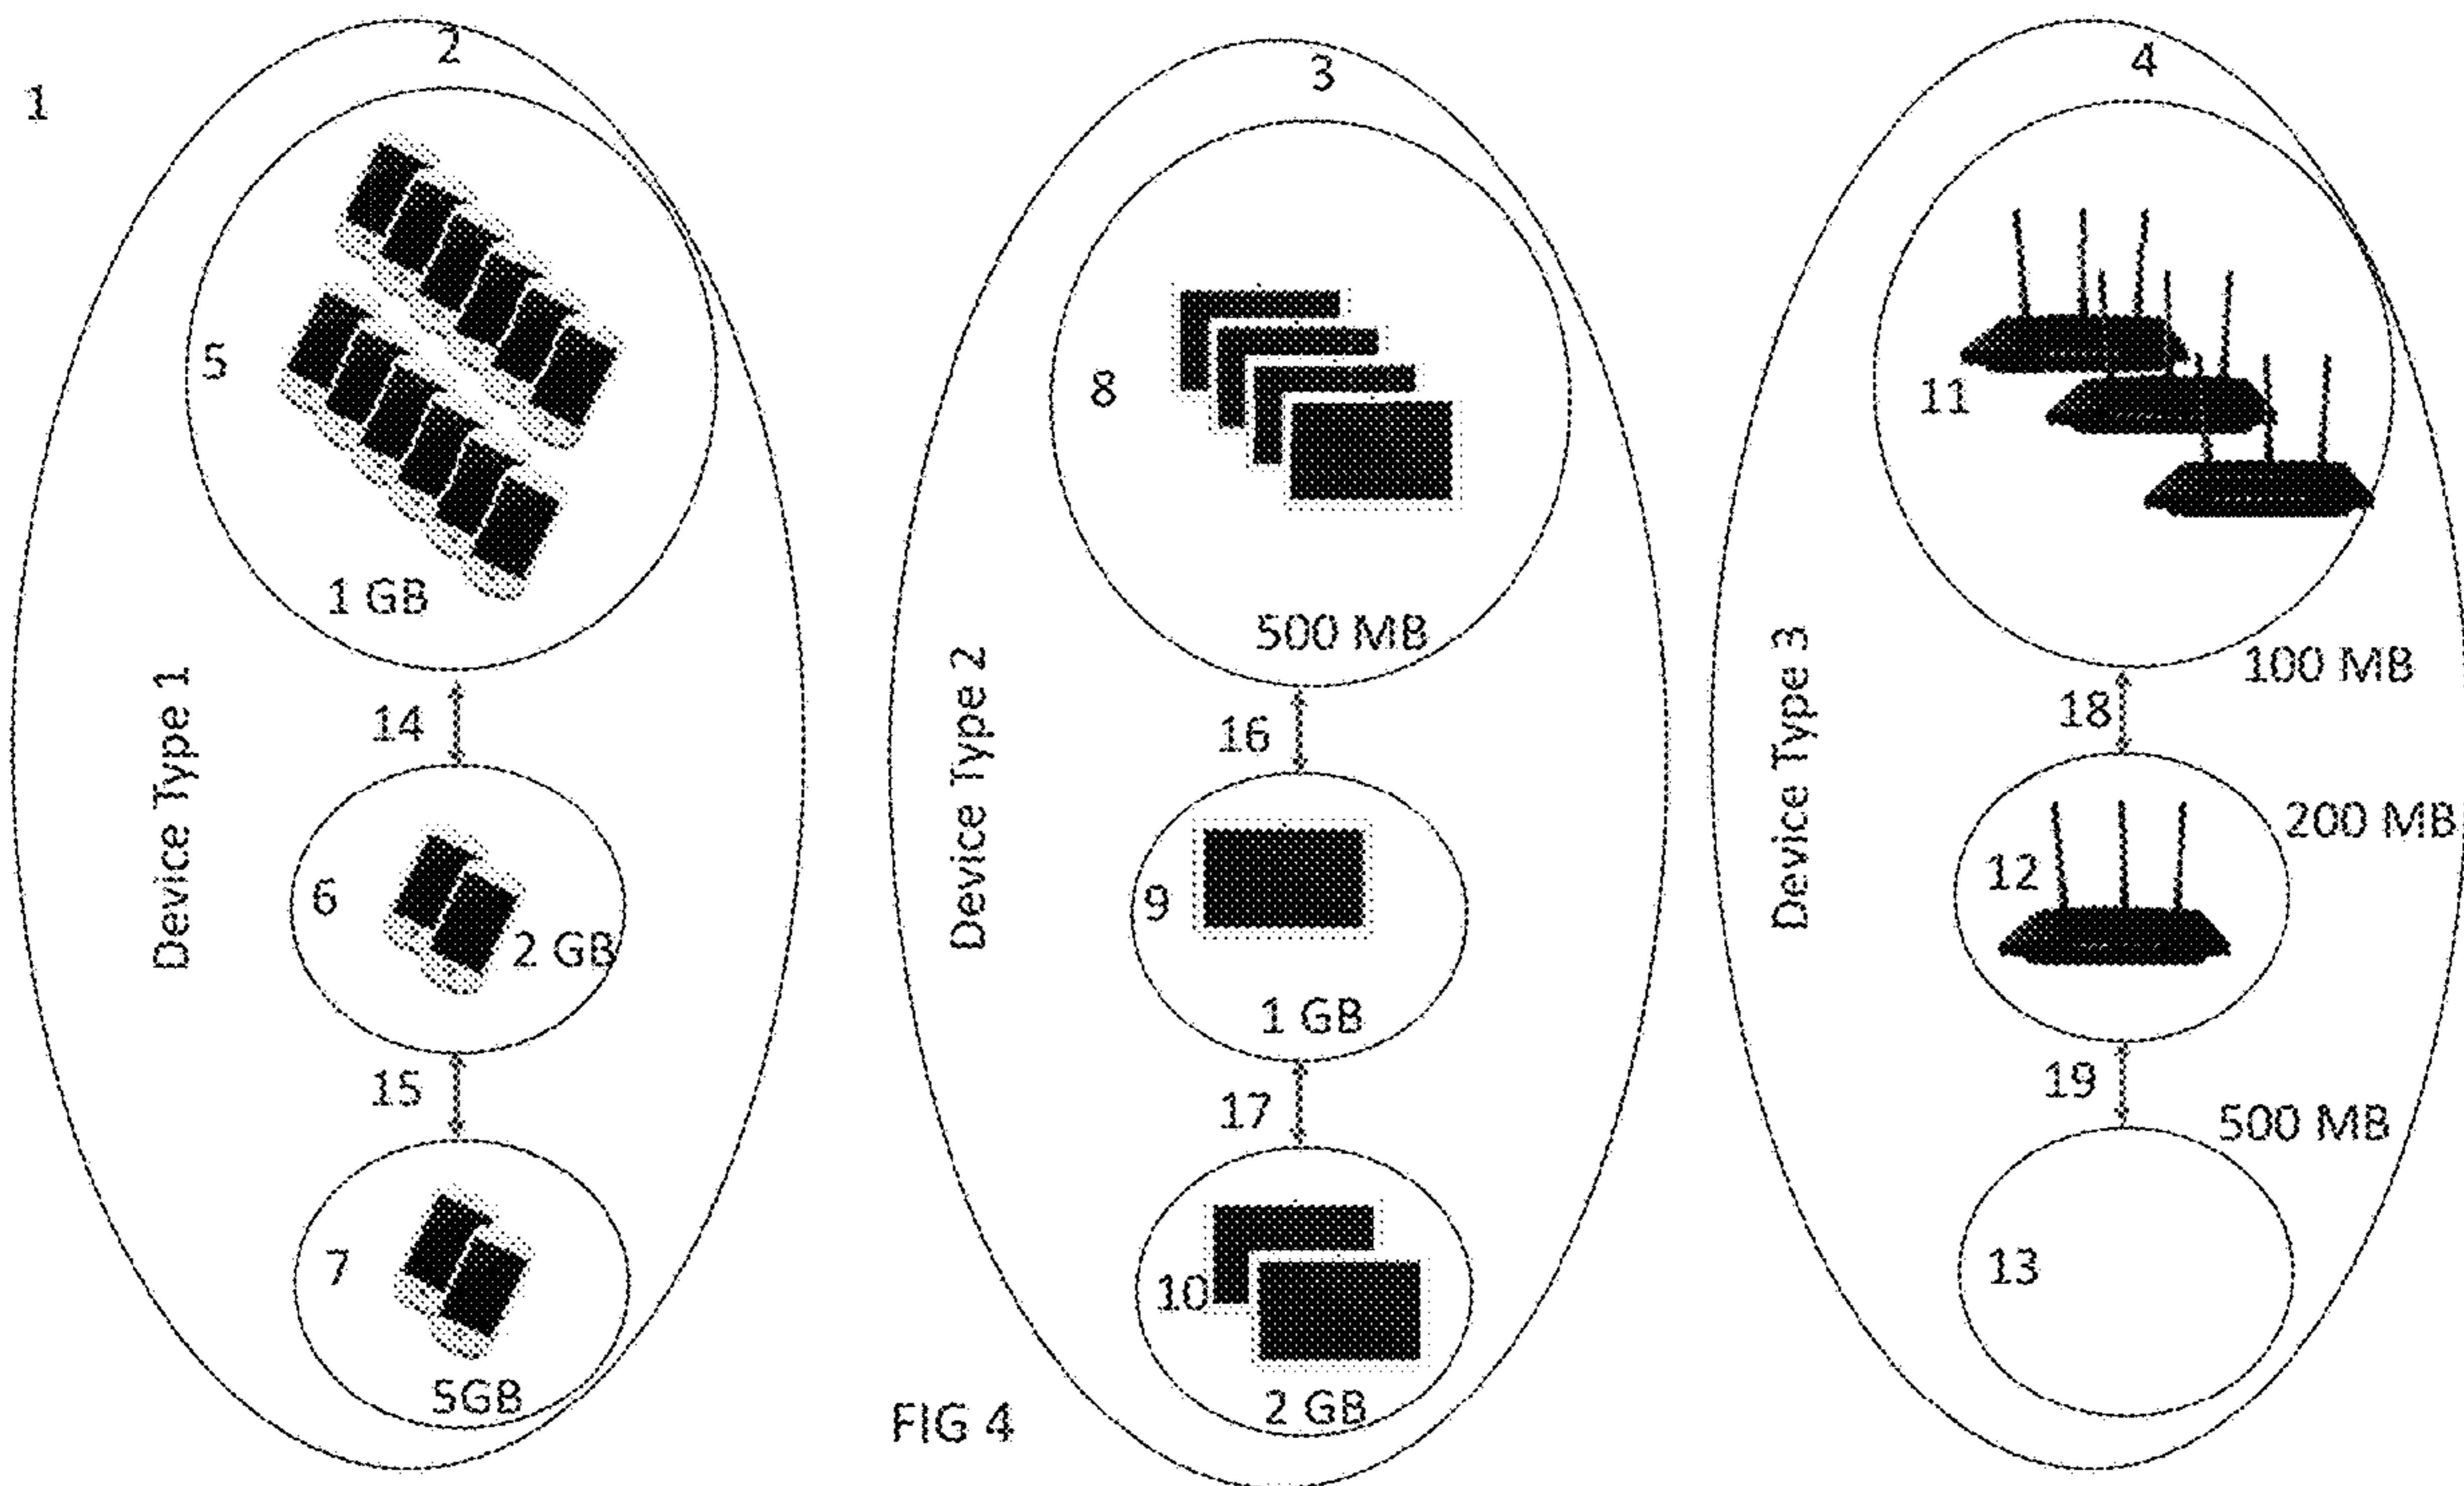 1
2
5
1 GB
Device Type 1
14
6
2 GB
15
7
5GB
3
8
500 MB
Device Type 2
16
9
1 GB
17
10
2 GB
4
11
100 MB
Device Type 3
18
200 MB
12
19
500 MB
13
FIG 4